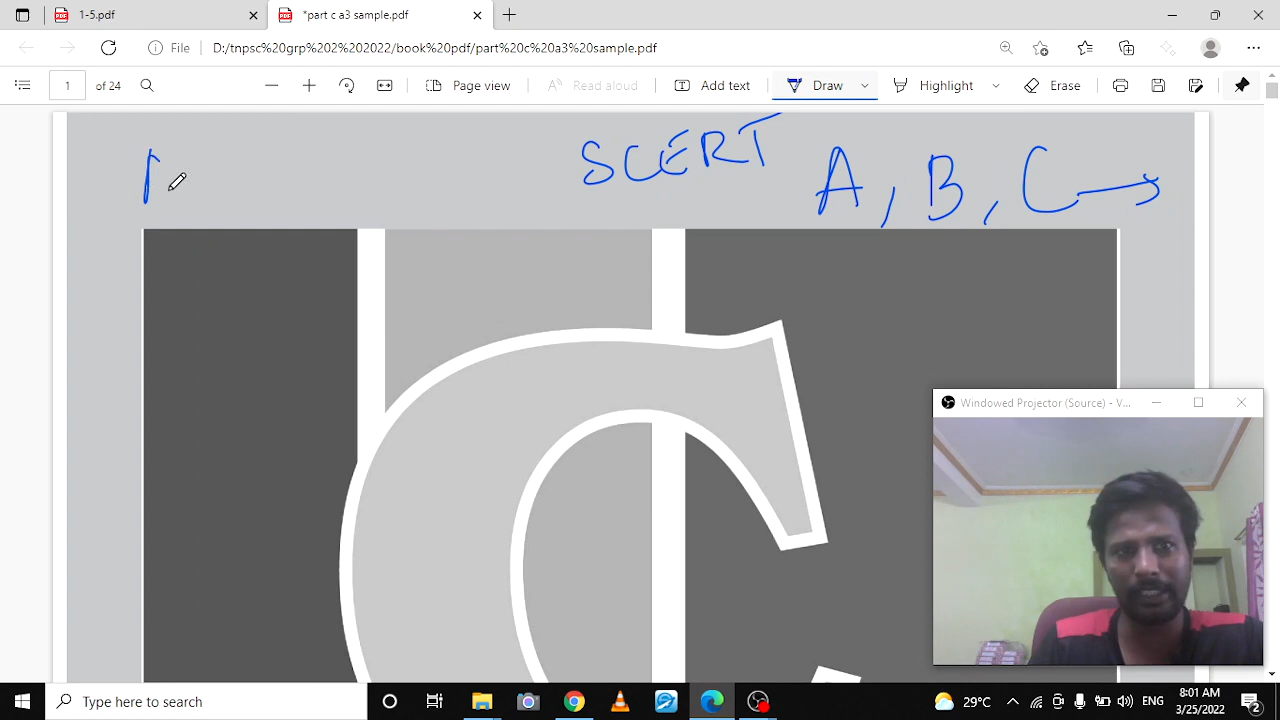 1-5.pdf
*part c a3 sample.pdf
File
D:/tnpsc%20grp%202%202022/book%20pdf/part%20c%20a3%20sample.pdf
1 of 24
Page view
Read aloud
Add text
Draw
Highlight
Erase
SCERT
A, B, C
C
Windowed Projector (Source) - V...
Type here to search
29°C
ENG
8:01 AM
3/25/2022
2